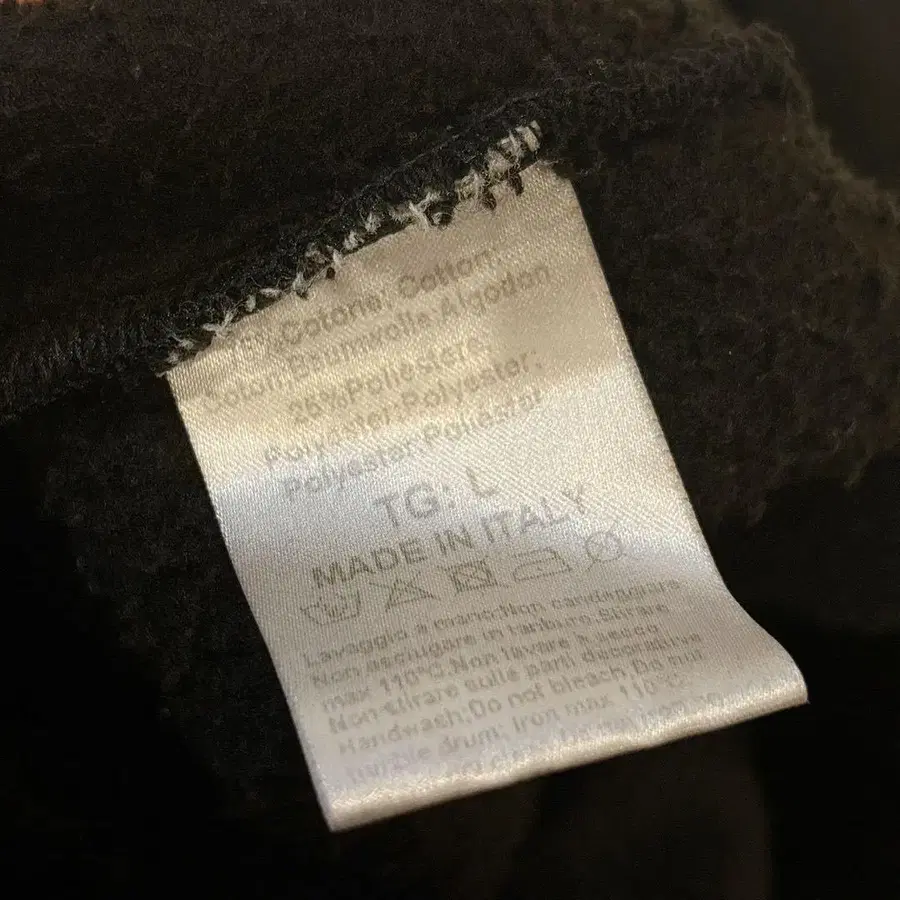 Cotone; Cotton;
Coton;Baumwolle Algodon
25%Poliestere;
Polyester;Polyester;
Polyester Poliester
TG: L
MADE IN ITALY
Lavaggio a mano;Non candeggiare
Non asciugare in tamburo.Stirare
max 110°C.Non lavare a secco
Non stirare sulle parti decorative
Handwash;Do not bleach.Do not
tumble drum; Iron max 110°C